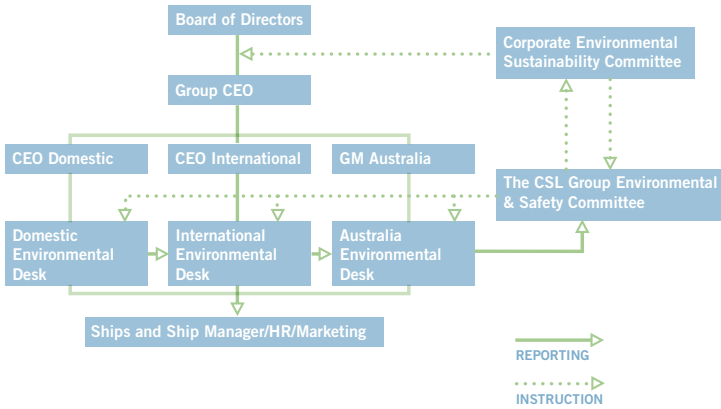 Board of Directors
Corporate Environmental
Sustainability Committee
Group CEO
CEO Domestic
CEO International
GM Australia
The CSL Group Environmental
& Safety Committee
Domestic
Environmental
Desk
International
Environmental
Desk
Australia
Environmental
Desk
Ships and Ship Manager/HR/Marketing
REPORTING
INSTRUCTION